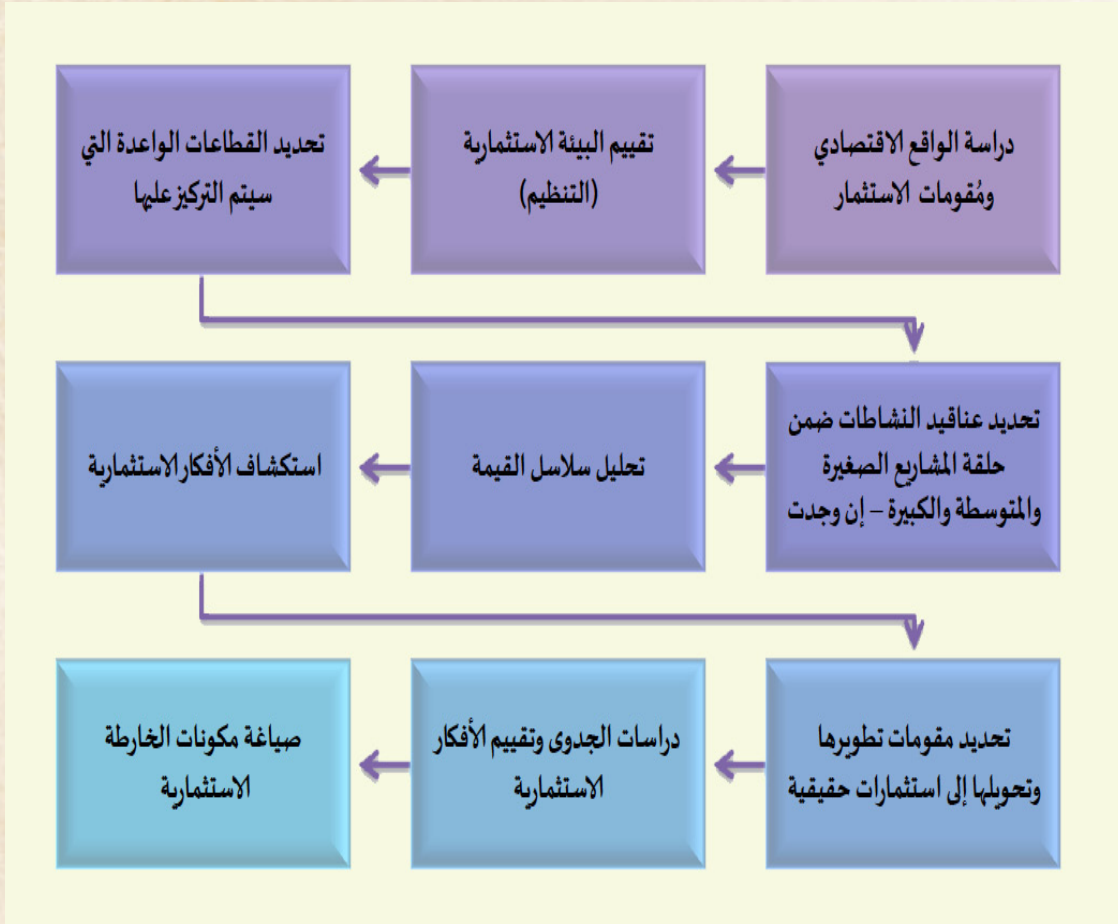 دراسة الواقع الاقتصادي
ومُقومات الاستثمار
تقييم البيئة الاستثمارية
(التنظيم)
تحديد القطاعات الواعدة التي
سيتم التركيز عليها
تحديد عناقيد النشاطات ضمن
حلقة المشاريع الصغيرة
والمتوسطة والكبيرة – إن وجدت
تحليل سلاسل القيمة
استكشاف الأفكار الاستثمارية
تحديد مقومات تطويرها
وتحويلها إلى استثمارات حقيقية
دراسات الجدوى وتقييم الأفكار
الاستثمارية
صياغة مكونات الخارطة
الاستثمارية